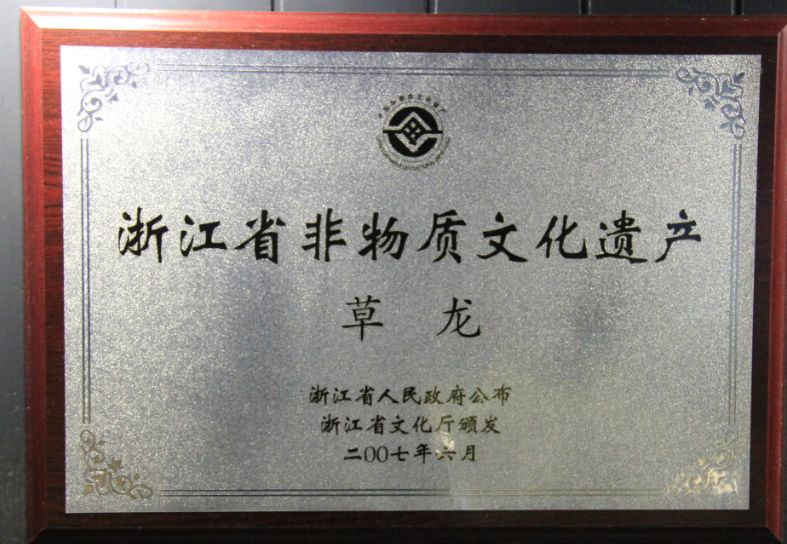 浙江省非物质文化遗产
草 龙
浙江省人民政府公布
浙江省文化厅颁发
二00七年六月